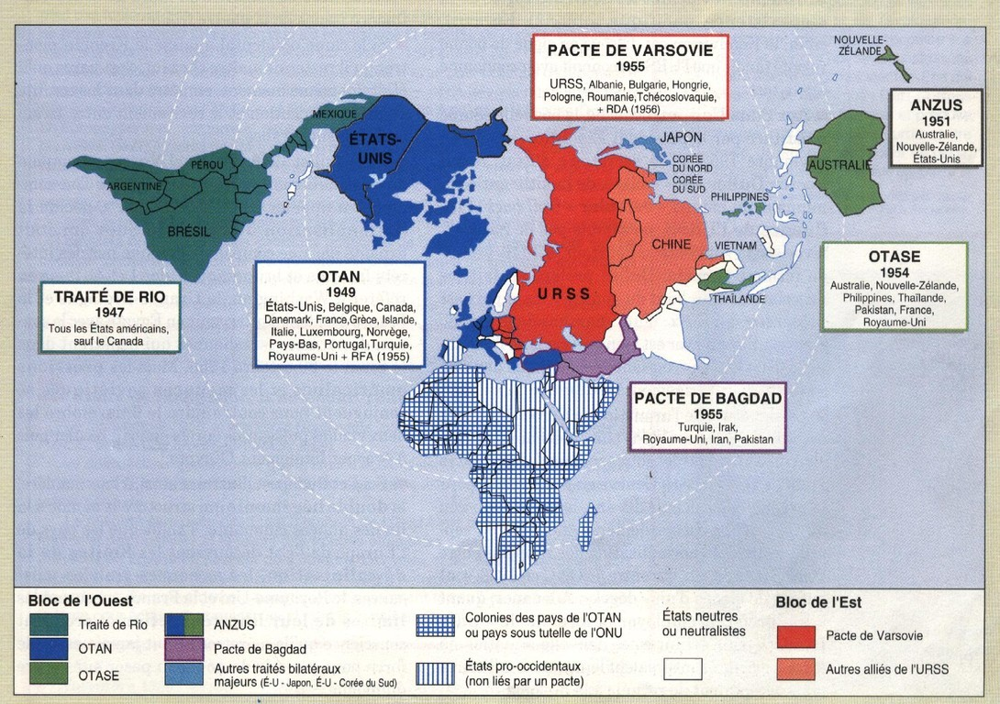 PACTE DE VARSOVIE
1955
URSS, Albanie, Bulgarie, Hongrie,
Pologne, Roumanie,Tchécoslovaquie,
+ RDA (1956)
NOUVELLE-
ZÉLANDE
ANZUS
1951
Australie,
Nouvelle-Zélande,
États-Unis
MEXIQUE
ÉTATS-
UNIS
JAPON
CORÉE
DU NORD
CORÉE
DU SUD
PÉROU
ARGENTINE
BRÉSIL
AUSTRALIE
PHILIPPINES
CHINE
VIETNAM
THAÏLANDE
URSS
OTASE
1954
Australie, Nouvelle-Zélande,
Philippines, Thaïlande,
Pakistan, France,
Royaume-Uni
TRAITÉ DE RIO
1947
Tous les États américains,
sauf le Canada
OTAN
1949
États-Unis, Belgique, Canada,
Danemark, France,Grèce, Islande,
Italie, Luxembourg, Norvège,
Pays-Bas, Portugal,Turquie,
Royaume-Uni + RFA (1955)
PACTE DE BAGDAD
1955
Turquie, Irak,
Royaume-Uni, Iran, Pakistan
Bloc de l'Ouest
Traité de Rio
OTAN
OTASE
ANZUS
Pacte de Bagdad
Autres traités bilatéraux
majeurs (É-U - Japon, É-U - Corée du Sud)
Colonies des pays de l'OTAN
ou pays sous tutelle de l'ONU
États pro-occidentaux
(non liés par un pacte)
États neutres
ou neutralistes
Bloc de l'Est
Pacte de Varsovie
Autres alliés de l'URSS